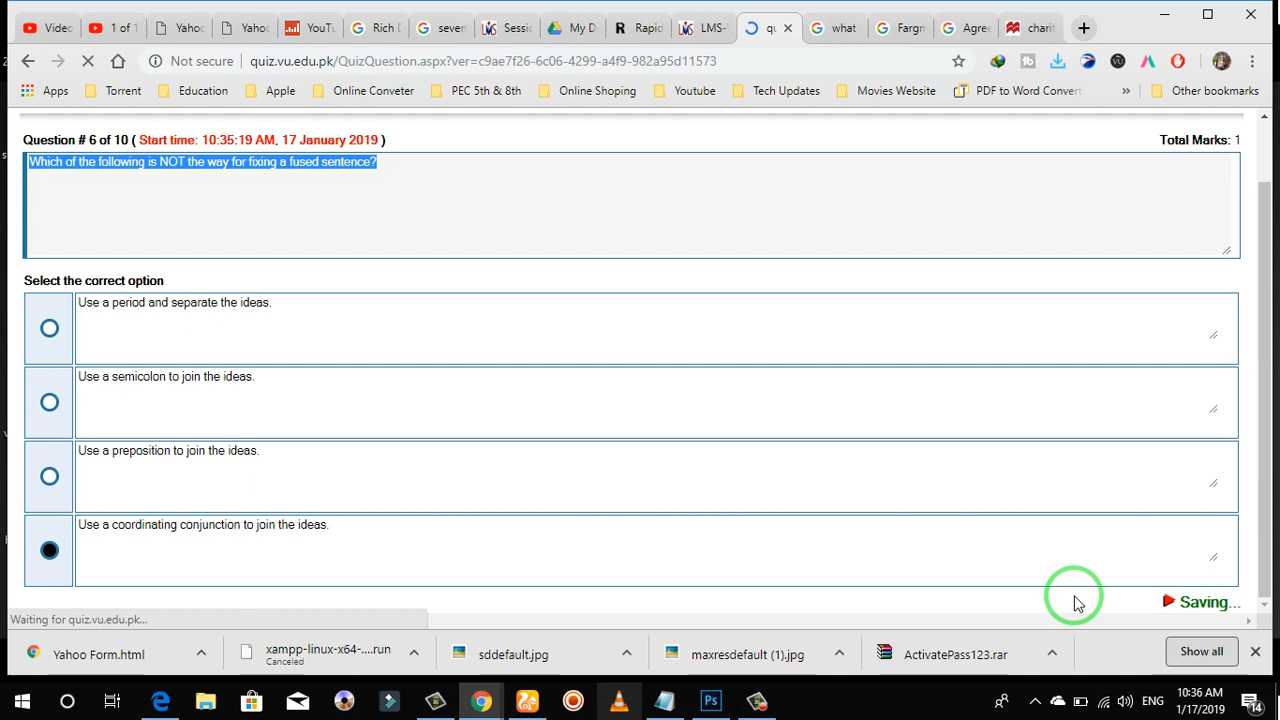 Video
1 of 1
Yahoo
Yahoo
YouTu
Rich D
seven
Sessio
My D
Rapid
LMS-
qu
what
Fargm
Agree
charit
Not secure
quiz.vu.edu.pk/QuizQuestion.aspx?ver=c9ae7f26-6c06-4299-a4f9-982a95d11573
Apps
Torrent
Education
Apple
Online Conveter
PEC 5th & 8th
Online Shoping
Youtube
Tech Updates
Movies Website
PDF to Word Convert
»
Other bookmarks
Question # 6 of 10 ( Start time: 10:35:19 AM, 17 January 2019 )
Total Marks: 1
Which of the following is NOT the way for fixing a fused sentence?
Select the correct option
Use a period and separate the ideas.
Use a semicolon to join the ideas.
Use a preposition to join the ideas.
Use a coordinating conjunction to join the ideas.
Saving...
Waiting for quiz.vu.edu.pk...
Yahoo Form.html
xampp-linux-x64-....run
Canceled
sddefault.jpg
maxresdefault (1).jpg
ActivatePass123.rar
Show all
ENG
10:36 AM
1/17/2019
14